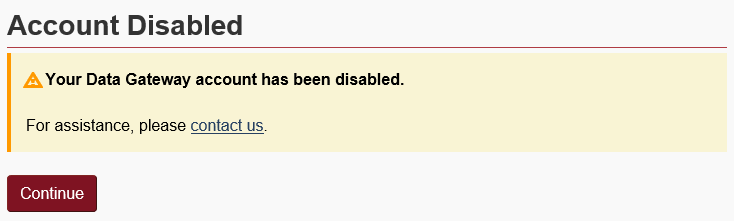 Account Disabled
Your Data Gateway account has been disabled.
For assistance, please contact us.
Continue